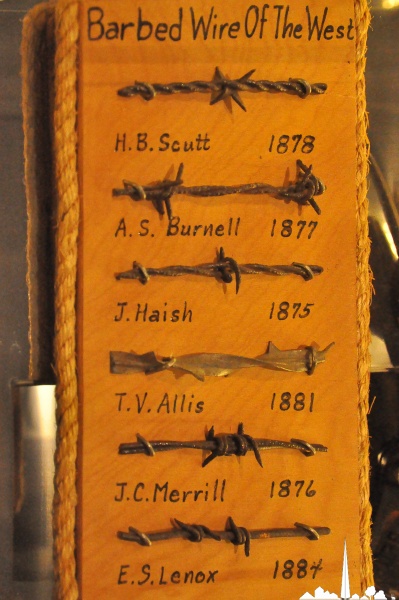 Barbed Wire Of The West
H.B. Scutt 1878
A.S. Burnell 1877
J. Haish 1875
T.V. Allis 1881
J.C. Merrill 1876
E.S. Lenox 1884